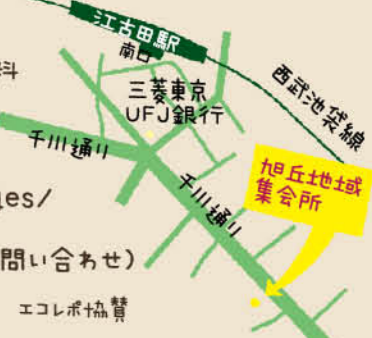 江古田駅
南口
料
三菱東京
UFJ銀行
西武池袋線
千川通り
旭丘地域
集会所
千川通り
es/
問い合わせ)
エコレポ協賛